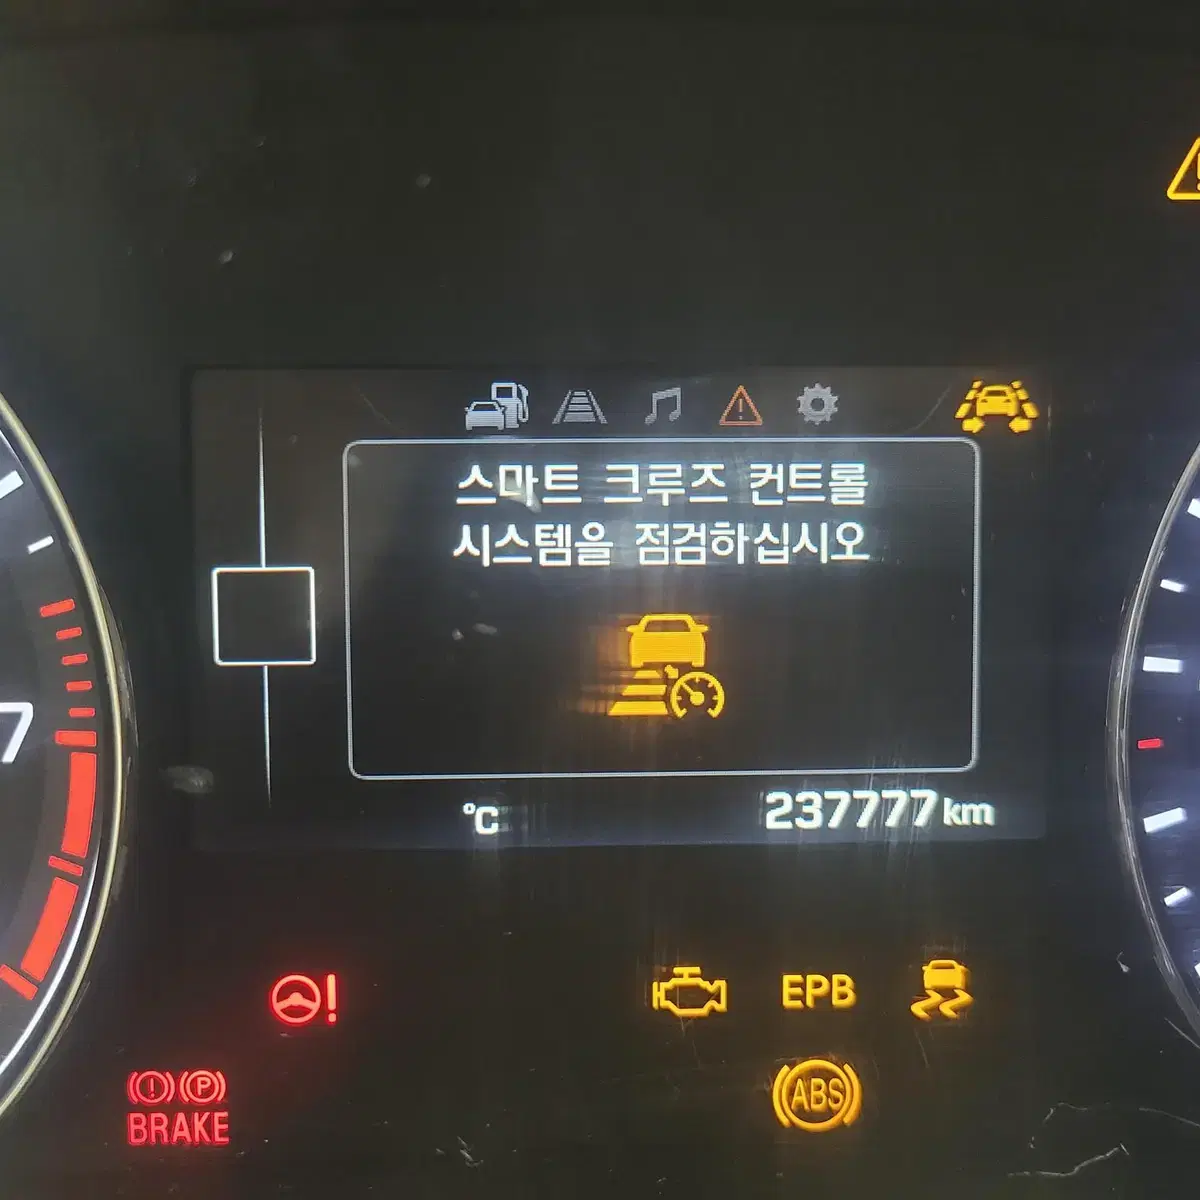 스마트 크루즈 컨트롤
시스템을 점검하십시오
7
℃ 237777 km
EPB
P
BRAKE
ABS